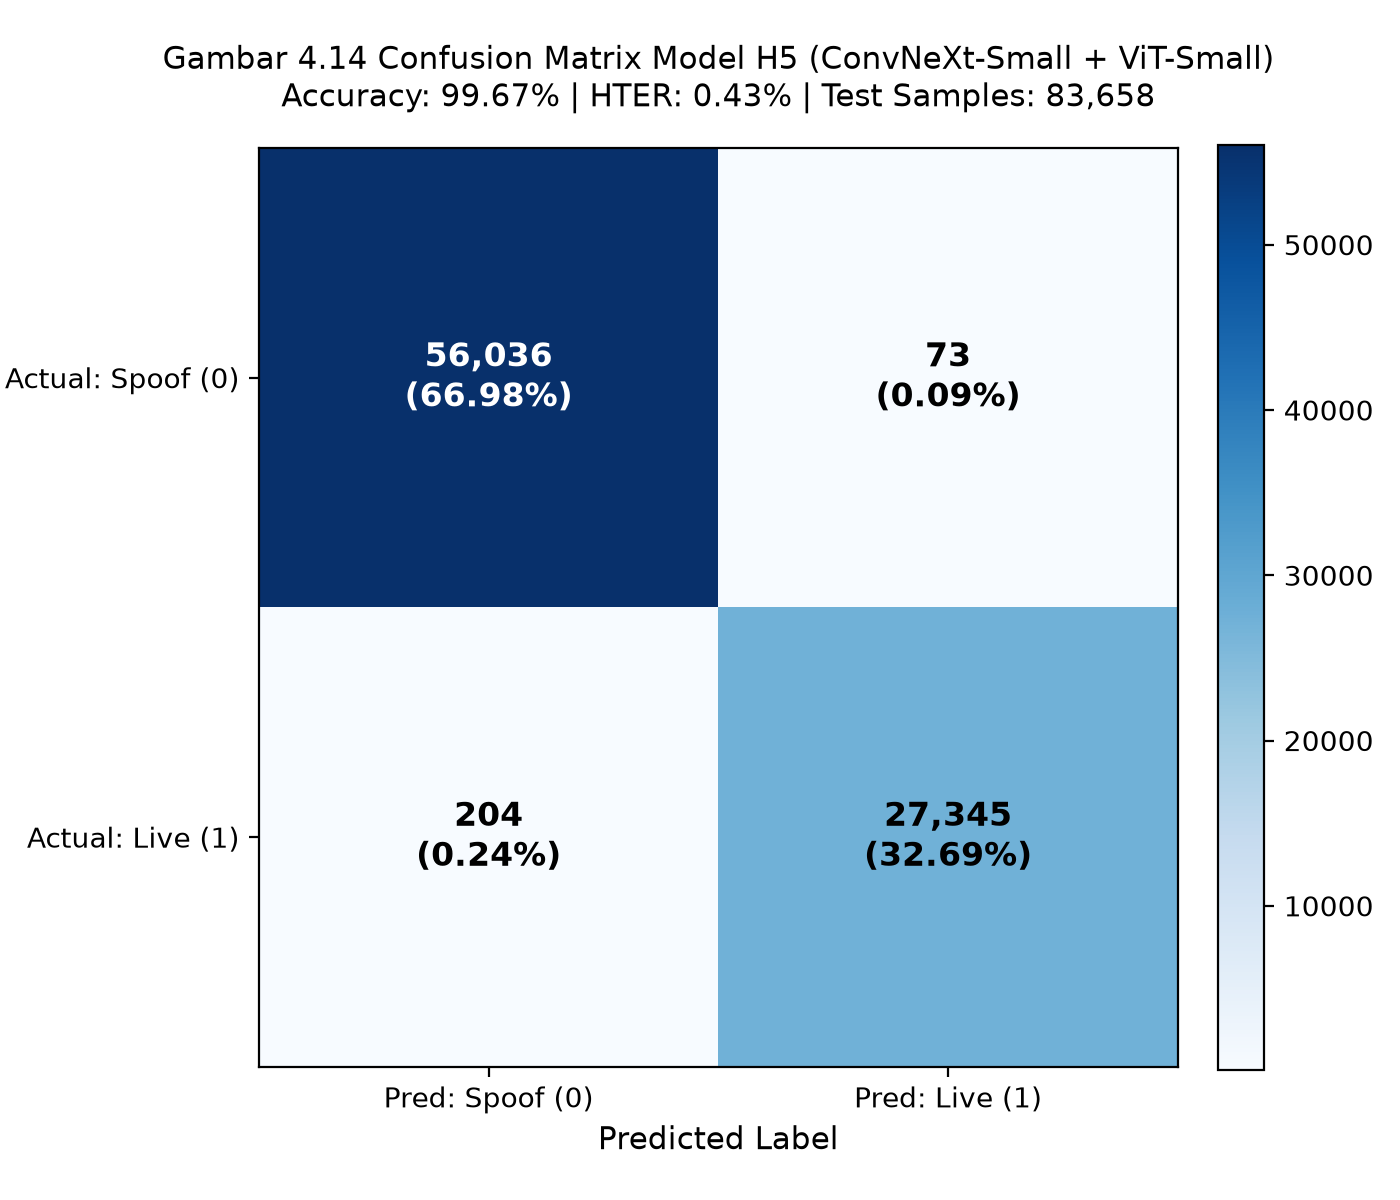 Gambar 4.14 Confusion Matrix Model H5 (ConvNeXt-Small + ViT-Small)
Accuracy: 99.67% | HTER: 0.43% | Test Samples: 83,658
50000
40000
30000
20000
10000
Actual: Spoof (0)
56,036
(66.98%)
73
(0.09%)
Actual: Live (1)
204
(0.24%)
27,345
(32.69%)
Pred: Spoof (0)
Pred: Live (1)
Predicted Label